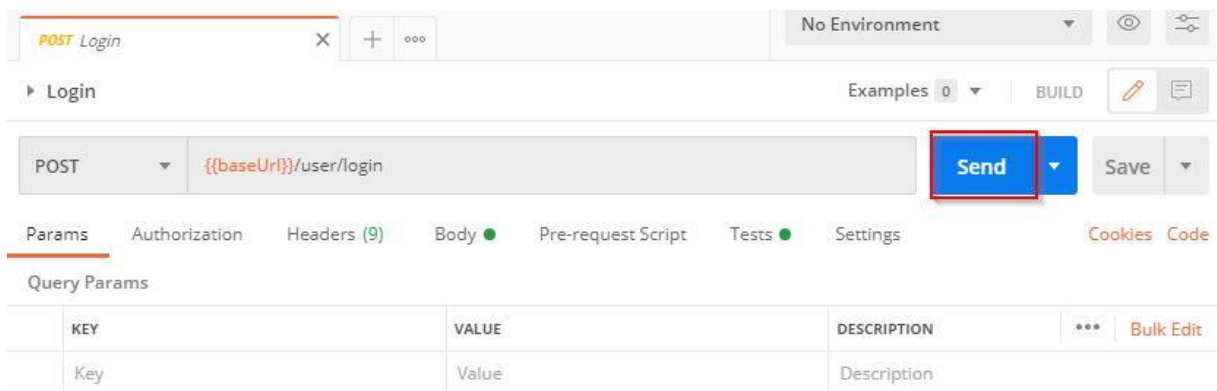 POST Login No Environment
Login Examples 0 BUILD
POST {{baseUrl}}/user/login Send Save
Params Authorization Headers (9) Body Pre-request Script Tests Settings Cookies Code
Query Params
KEY VALUE DESCRIPTION Bulk Edit
Key Value Description